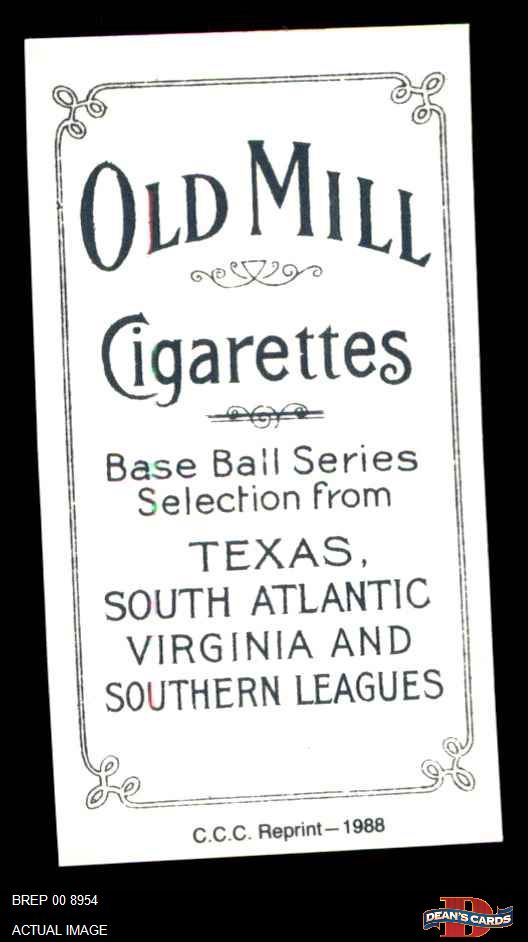 OLD MILL
Cigarettes
Base Ball Series
Selection from
TEXAS,
SOUTH ATLANTIC
VIRGINIA AND
SOUTHERN LEAGUES
C.C.C. Reprint—1988
BREP 00 8954
ACTUAL IMAGE
D
DEAN'S CARDS